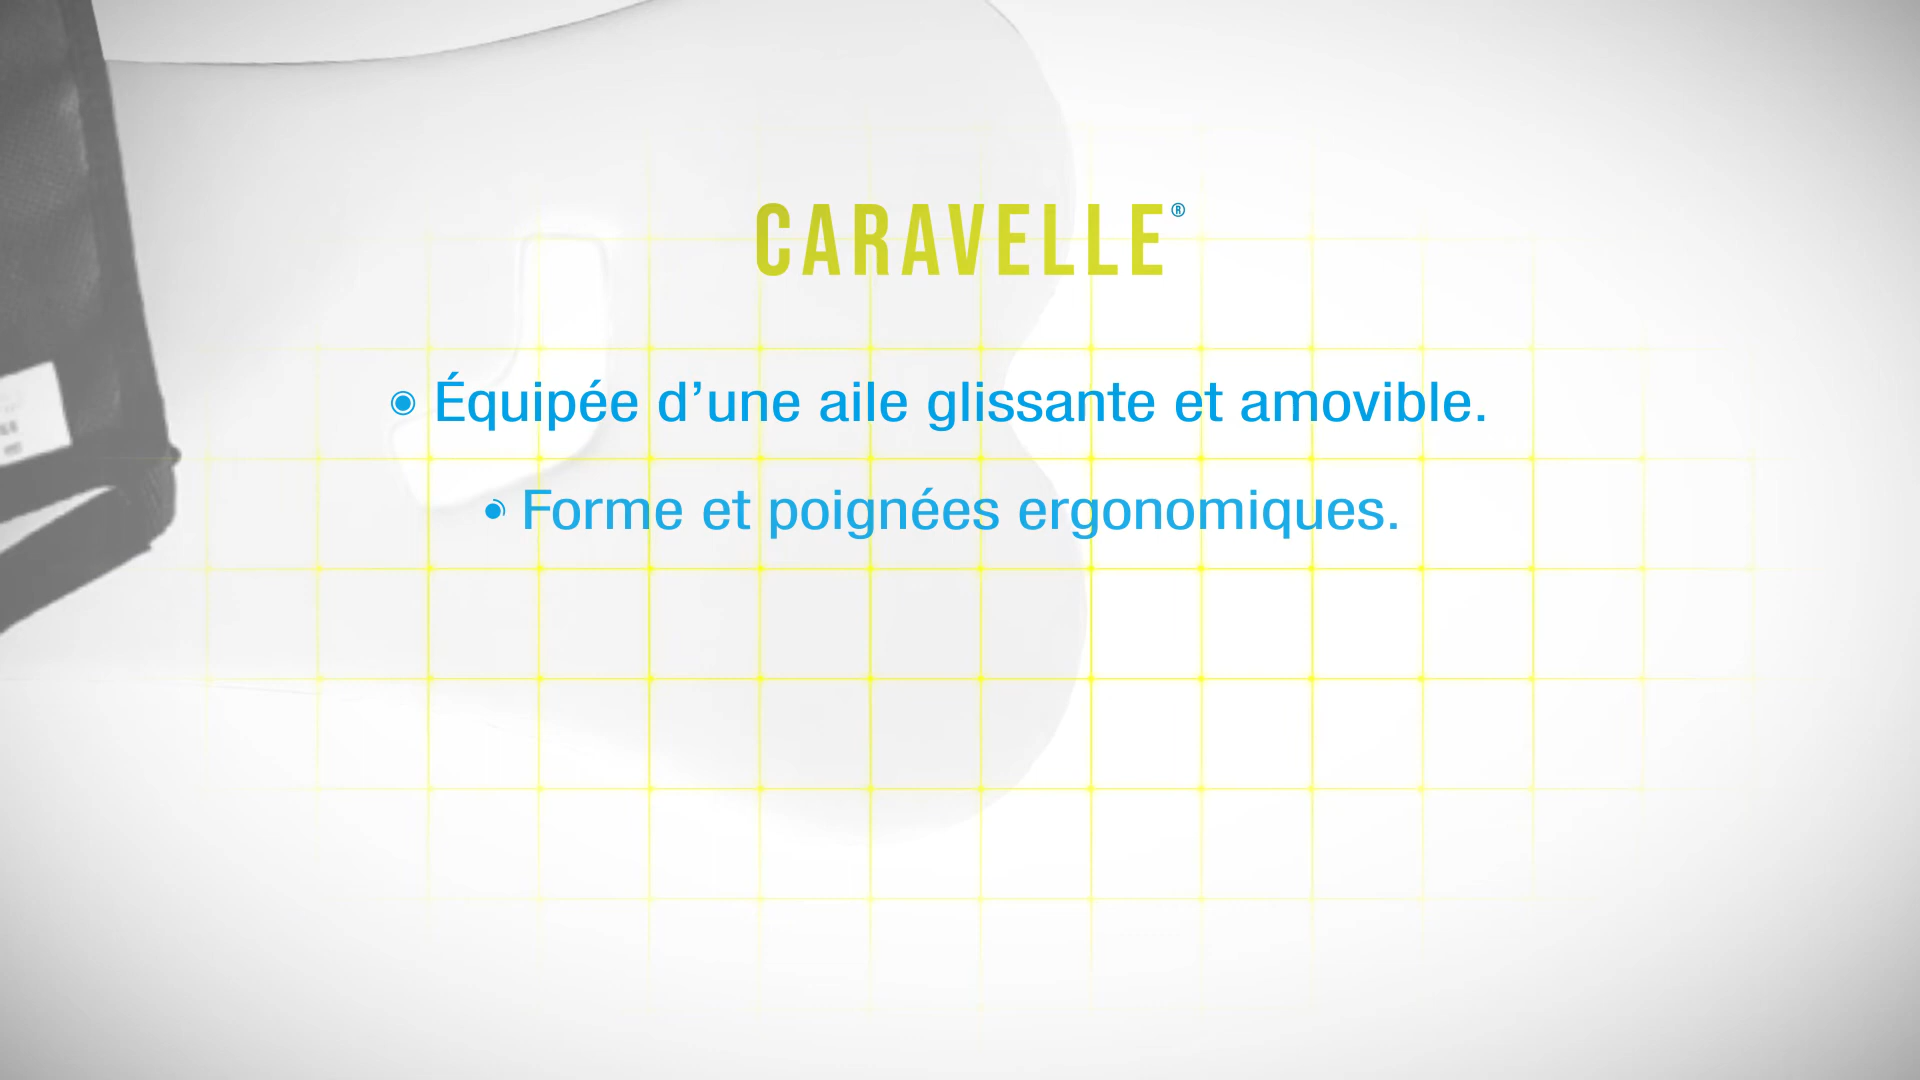 CARAVELLE®
Équipée d’une aile glissante et amovible.
Forme et poignées ergonomiques.